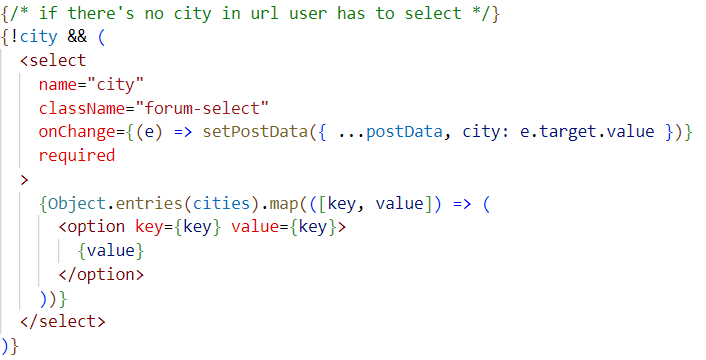 {/* if there's no city in url user has to select */}
{!city && (
  <select
    name="city"
    className="forum-select"
    onChange={(e) => setPostData({ ...postData, city: e.target.value })}
    required
  >
    {Object.entries(cities).map(([key, value]) => (
      <option key={key} value={key}>
        {value}
      </option>
    ))}
  </select>
)}